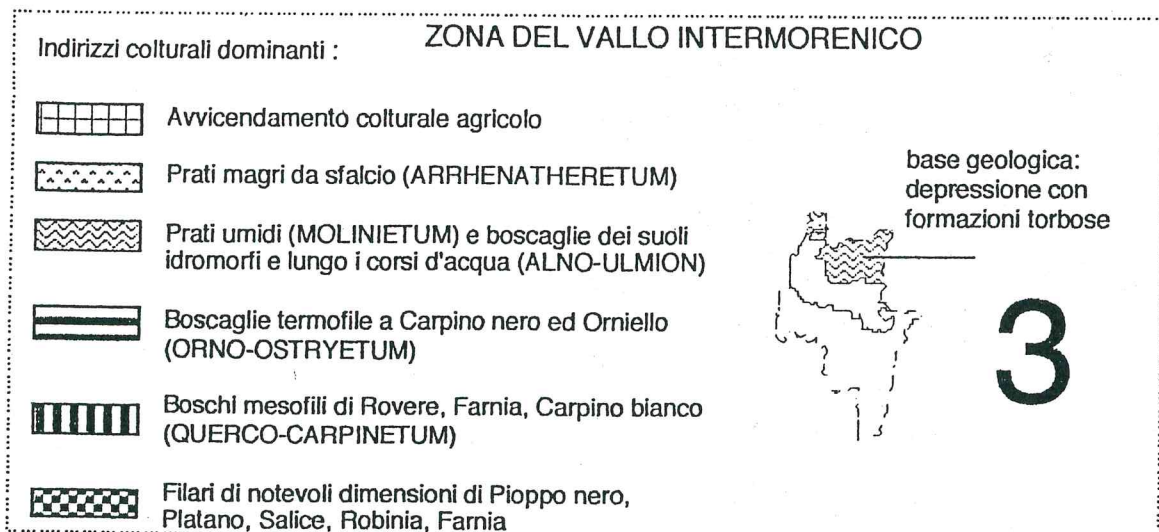 ZONA DEL VALLO INTERMORENICO
Indirizzi colturali dominanti :
Avvicendamento colturale agricolo
Prati magri da sfalcio (ARRHENATHERETUM)
Prati umidi (MOLINIETUM) e boscaglie dei suoli
idromorfi e lungo i corsi d'acqua (ALNO-ULMION)
Boscaglie termofile a Carpino nero ed Orniello
(ORNO-OSTRYETUM)
Boschi mesofili di Rovere, Farnia, Carpino bianco
(QUERCO-CARPINETUM)
Filari di notevoli dimensioni di Pioppo nero,
Platano, Salice, Robinia, Farnia
base geologica:
depressione con
formazioni torbose
3